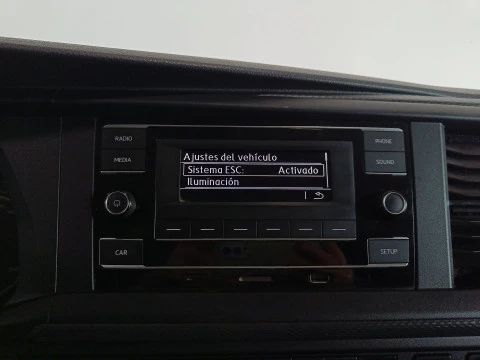 RADIO
PHONE
MEDIA
SOUND
Ajustes del vehículo
Sistema ESC: Activado
Iluminación
CAR
SETUP